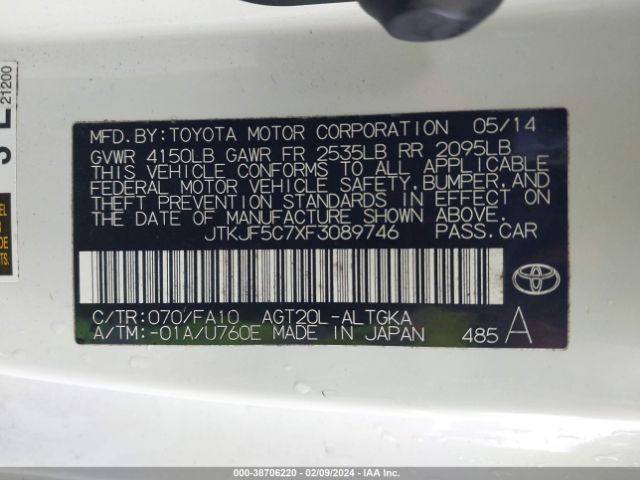 MFD. BY: TOYOTA MOTOR CORPORATION 05/14
GVWR 4150LB GAWR FR 2535LB RR 2095LB
THIS VEHICLE CONFORMS TO ALL APPLICABLE
FEDERAL MOTOR VEHICLE SAFETY, BUMPER, AND
THEFT PREVENTION STANDARDS IN EFFECT ON
THE DATE OF MANUFACTURE SHOWN ABOVE.
JTKJF5C7XF3089746 PASS. CAR
C/TR: 070/FA10 AGT20L-ALTGKA
A/TM: -01A/U760E MADE IN JAPAN 485 A
21200
000-38706220 - 02/09/2024 - IAAI.COM